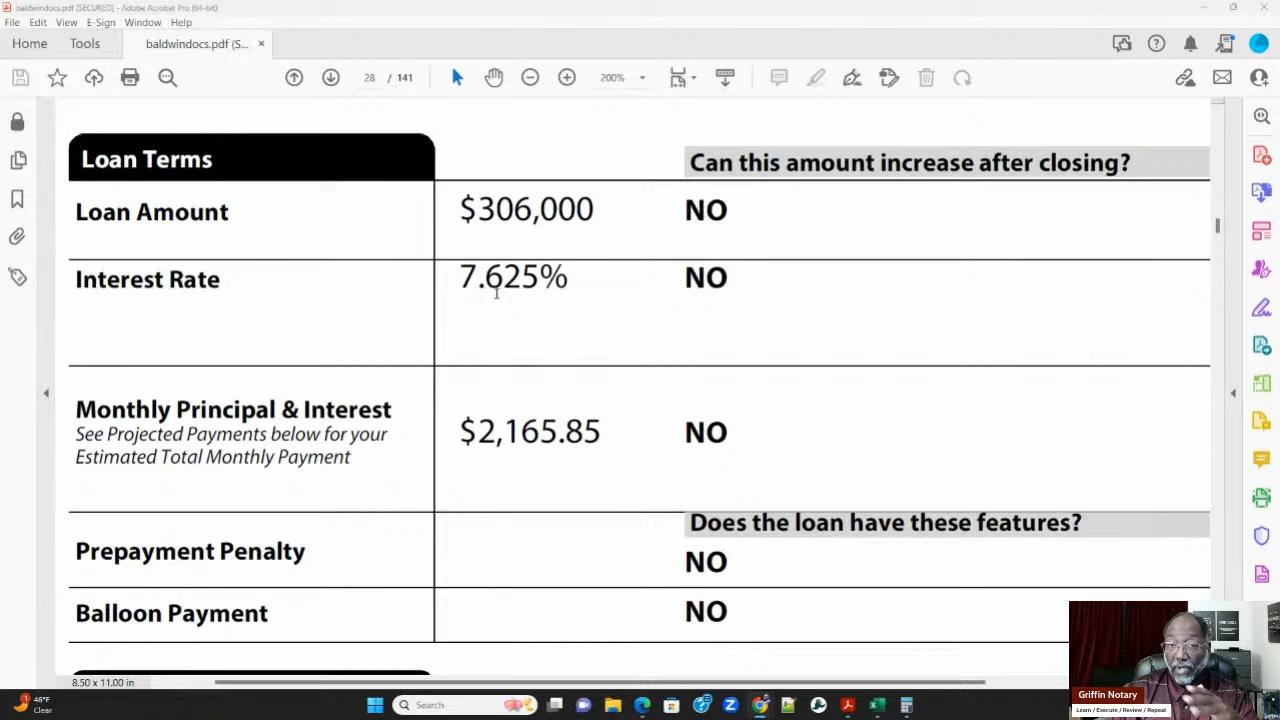 baldwindocs.pdf (SECURED) - Adobe Acrobat Pro (64-bit)
File Edit View E-Sign Window Help
Home Tools baldwindocs.pdf (S... ×
28 / 141 200%
Loan Terms
Can this amount increase after closing?
Loan Amount $306,000 NO
Interest Rate 7.625% NO
Monthly Principal & Interest
See Projected Payments below for your
Estimated Total Monthly Payment
$2,165.85 NO
Does the loan have these features?
Prepayment Penalty NO
Balloon Payment NO
8.50 x 11.00 in
Griffin Notary
Learn / Execute / Review / Repeat
46°F
Clear
Search